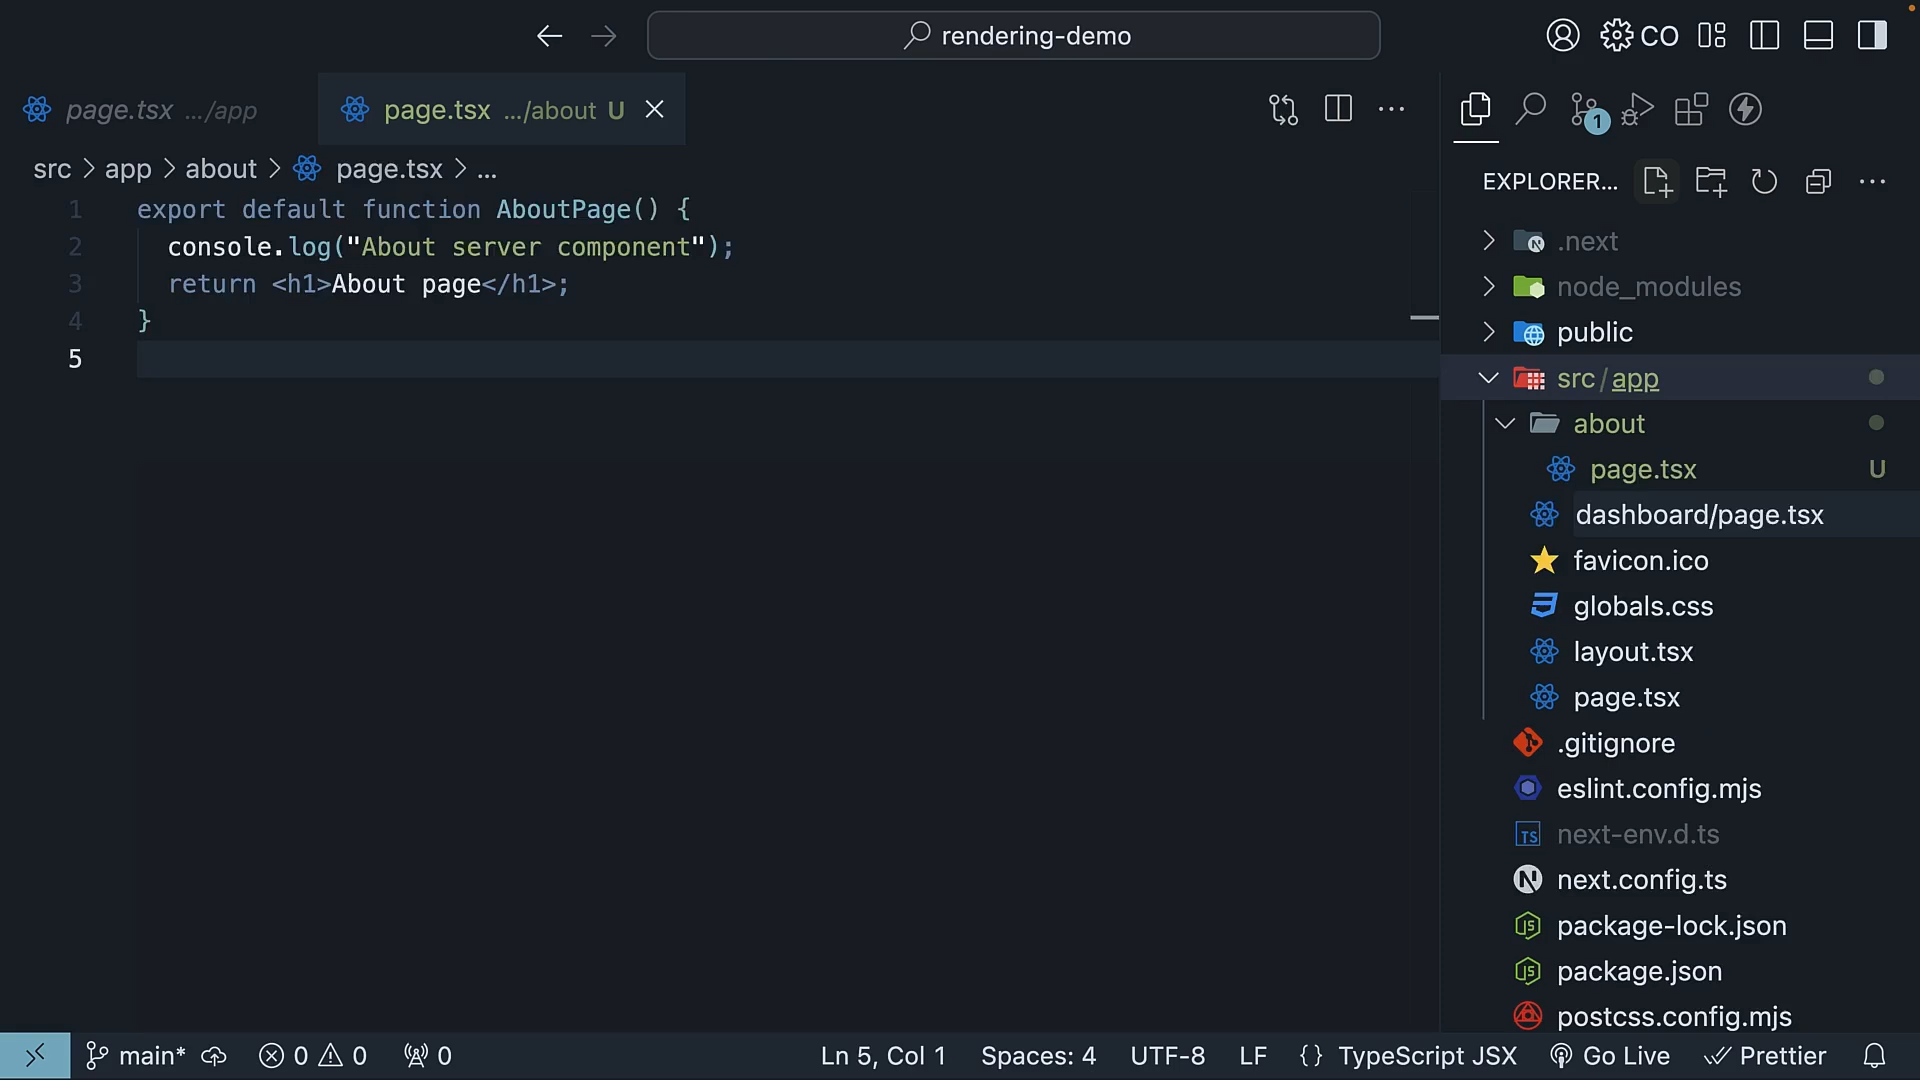 rendering-demo
CO
page.tsx .../app
page.tsx .../about U
src > app > about > page.tsx > ...
1 export default function AboutPage() {
2 console.log("About server component");
3 return <h1>About page</h1>;
4 }
5
1
EXPLORER...
.next
node_modules
public
src/app
about
page.tsx U
dashboard/page.tsx
favicon.ico
globals.css
layout.tsx
page.tsx
.gitignore
eslint.config.mjs
TS next-env.d.ts
next.config.ts
package-lock.json
package.json
postcss.config.mjs
main* 0 0 0 Ln 5, Col 1 Spaces: 4 UTF-8 LF {} TypeScript JSX Go Live Prettier